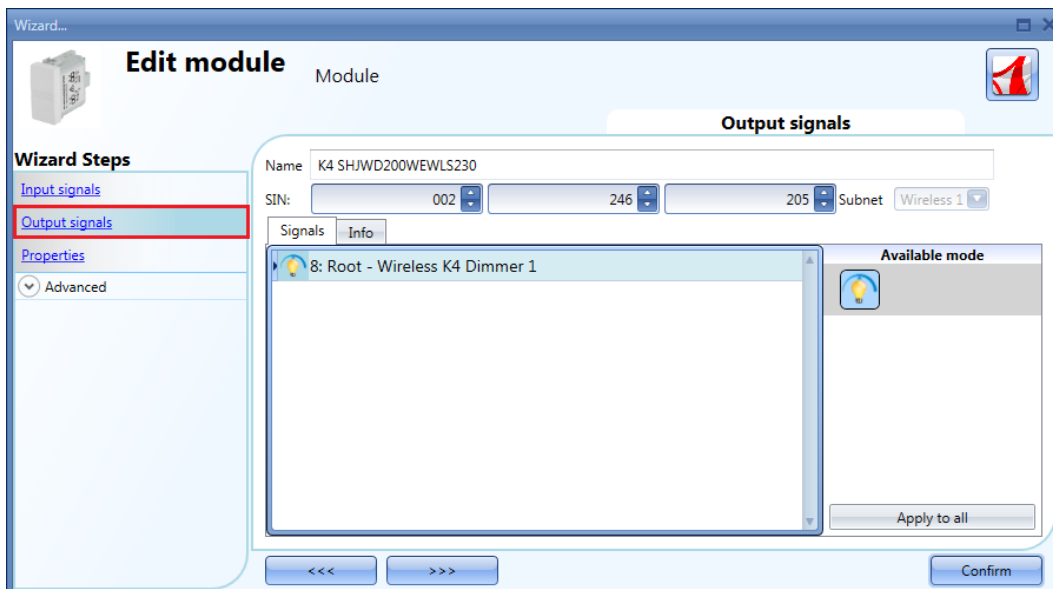 Wizard...
Edit module
Module
Output signals
Wizard Steps
Input signals
Output signals
Properties
Advanced
Name K4 SHJWD200WEWLS230
SIN: 002 246 205 Subnet Wireless 1
Signals Info
8: Root - Wireless K4 Dimmer 1
Available mode
Apply to all
<<< >>> Confirm